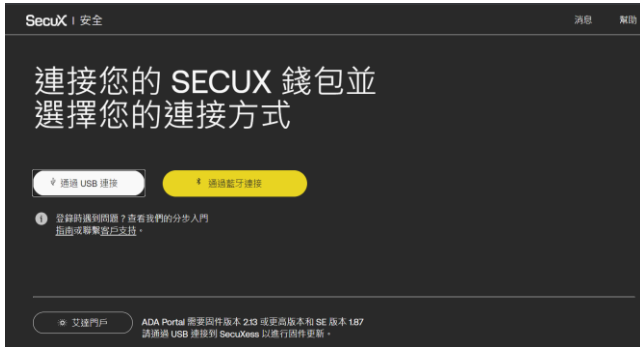 SecuX | 安全
消息 幫助
連接您的 SECUX 錢包並
選擇您的連接方式
通過 USB 連接
通過藍牙連接
登錄時遇到問題？查看我們的分步入門
指南或聯繫客戶支持。
艾達門戶
ADA Portal 需要固件版本 2.13 或更高版本和 SE 版本 1.87
請通過 USB 連接到 SecuXess 以進行固件更新。